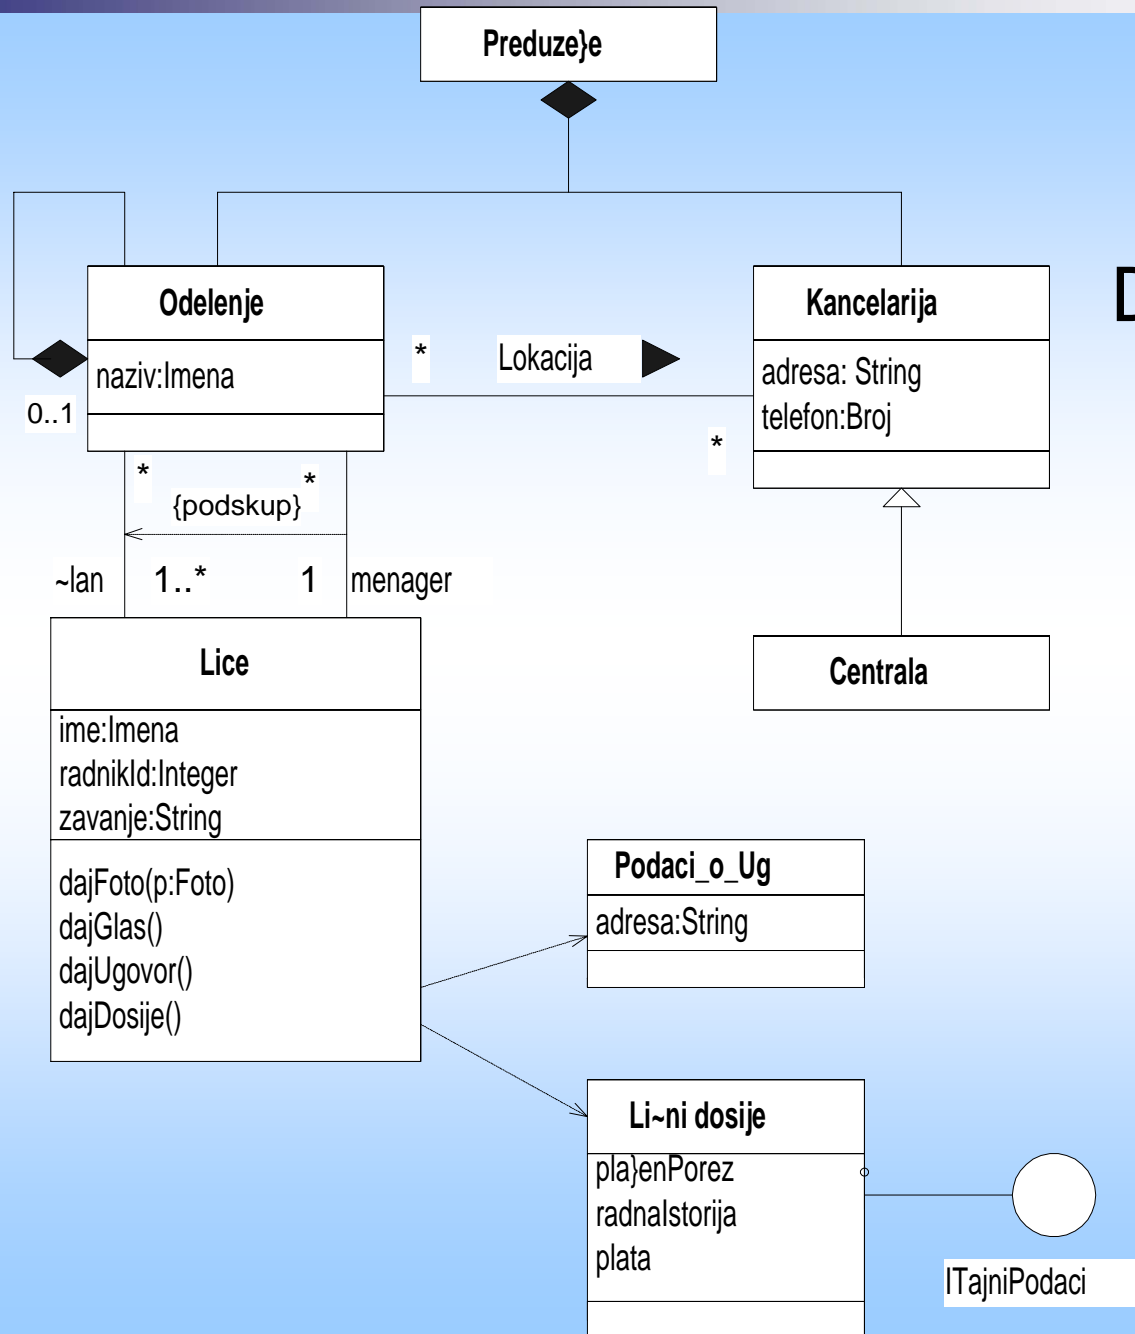 Preduze}e
Odelenje
naziv:Imena
0..1
*
Lokacija
*
Kancelarija
adresa: String
telefon:Broj
D
*
*
{podskup}
~lan
1..*
1
menager
Lice
ime:Imena
radnikId:Integer
zavanje:String
dajFoto(p:Foto)
dajGlas()
dajUgovor()
dajDosije()
Centrala
Podaci_o_Ug
adresa:String
Li~ni dosije
pla}enPorez
radnaIstorija
plata
ITajniPodaci